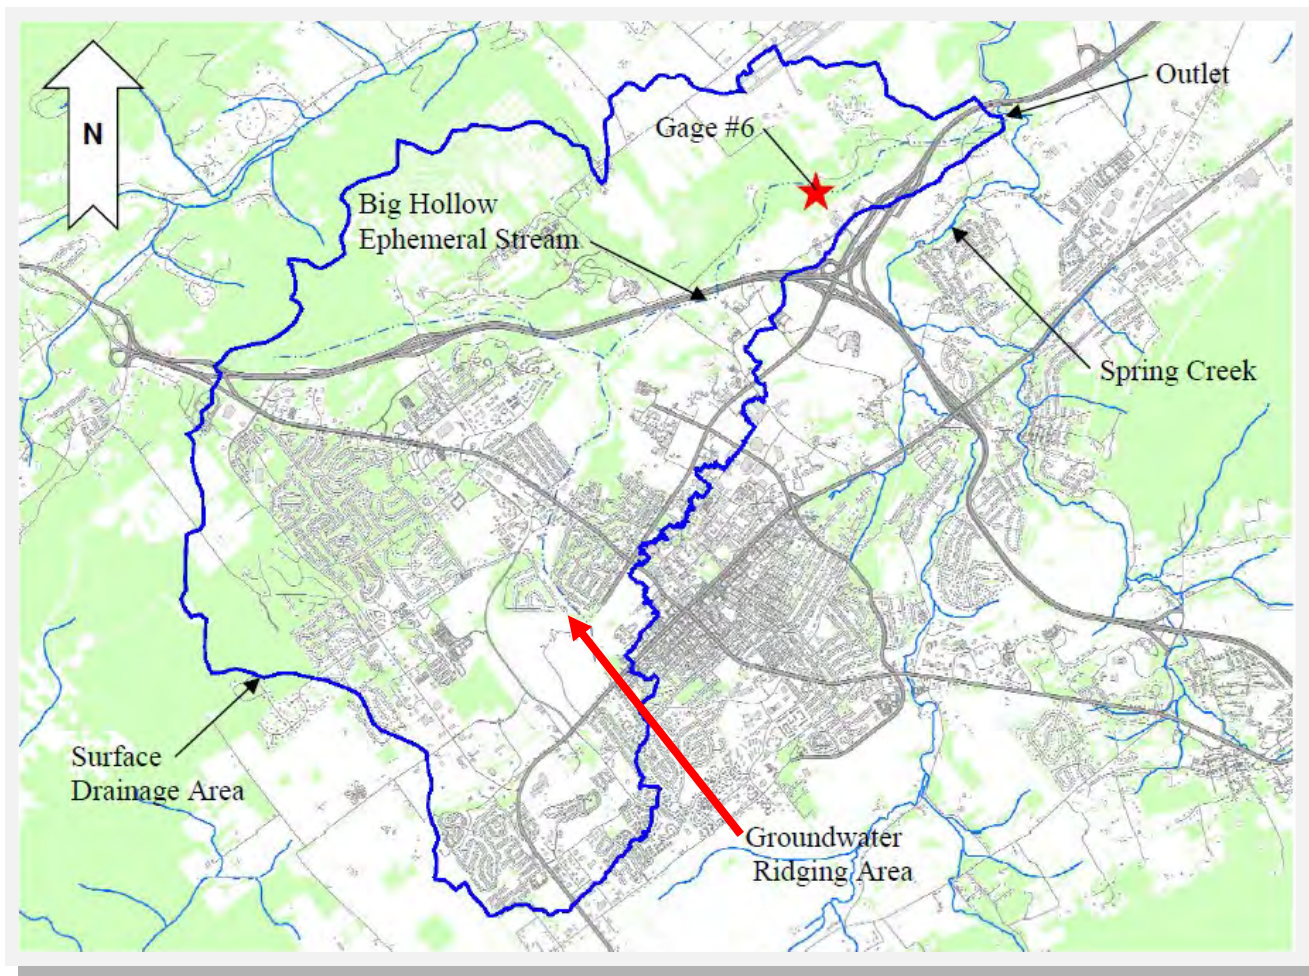 Outlet
Gage #6
N
Big Hollow
Ephemeral Stream
Spring Creek
Surface
Drainage Area
Groundwater
Ridging Area